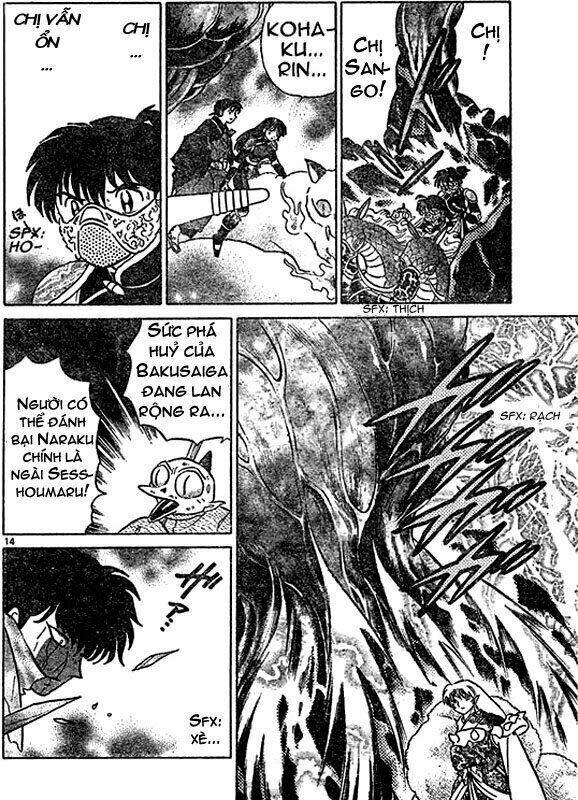 CHỊ
!
CHỊ
SAN-
GO!
SFX: THỊCH
KOHA-
KU...
RIN...
CHỊ
...
CHỊ VẪN
ỔN
...
SFX:
HO-
SỨC PHÁ
HUỶ CỦA
BAKUSAIGA
ĐANG LAN
RỘNG RA...
NGƯỜI CÓ
THỂ ĐÁNH
BẠI NARAKU
CHÍNH LÀ
NGÀI SESS-
HOUMARU!
SFX: RẠCH
14
SFX:
XÈ...